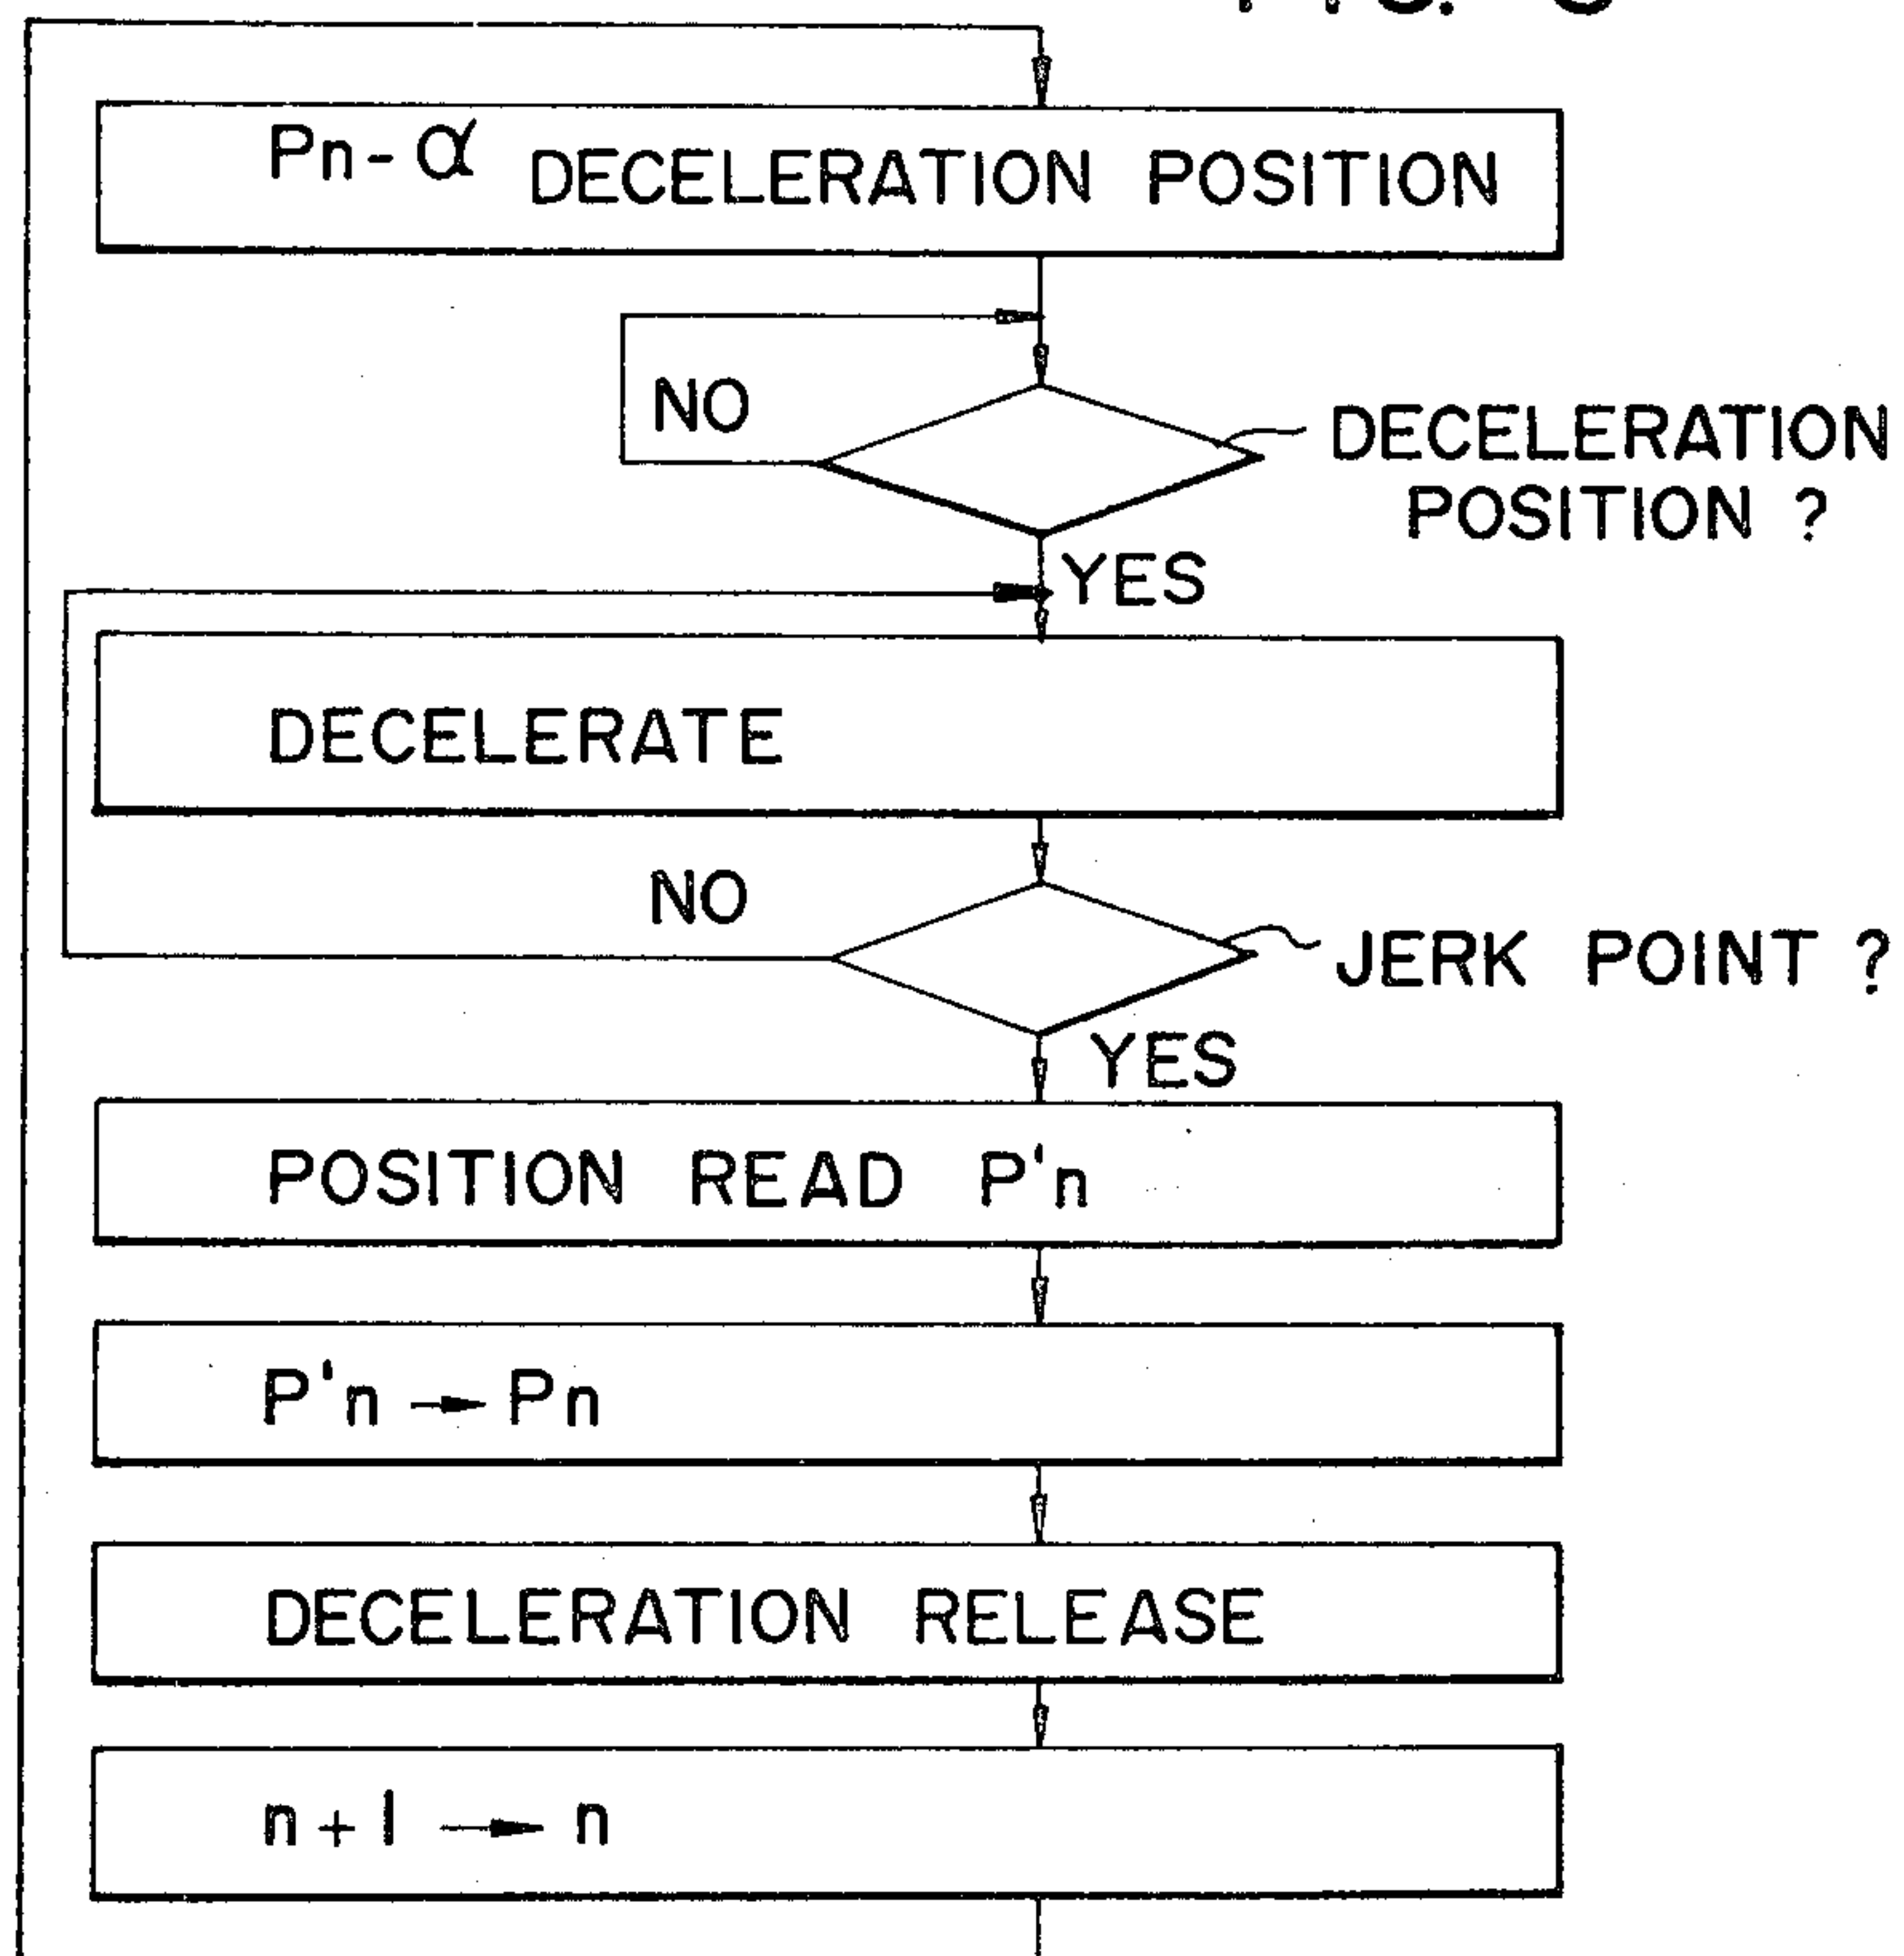 Pn - α DECELERATION POSITION
NO
DECELERATION
POSITION ?
YES
DECELERATE
NO
JERK POINT ?
YES
POSITION READ P'n
P'n → Pn
DECELERATION RELEASE
n + 1 → n